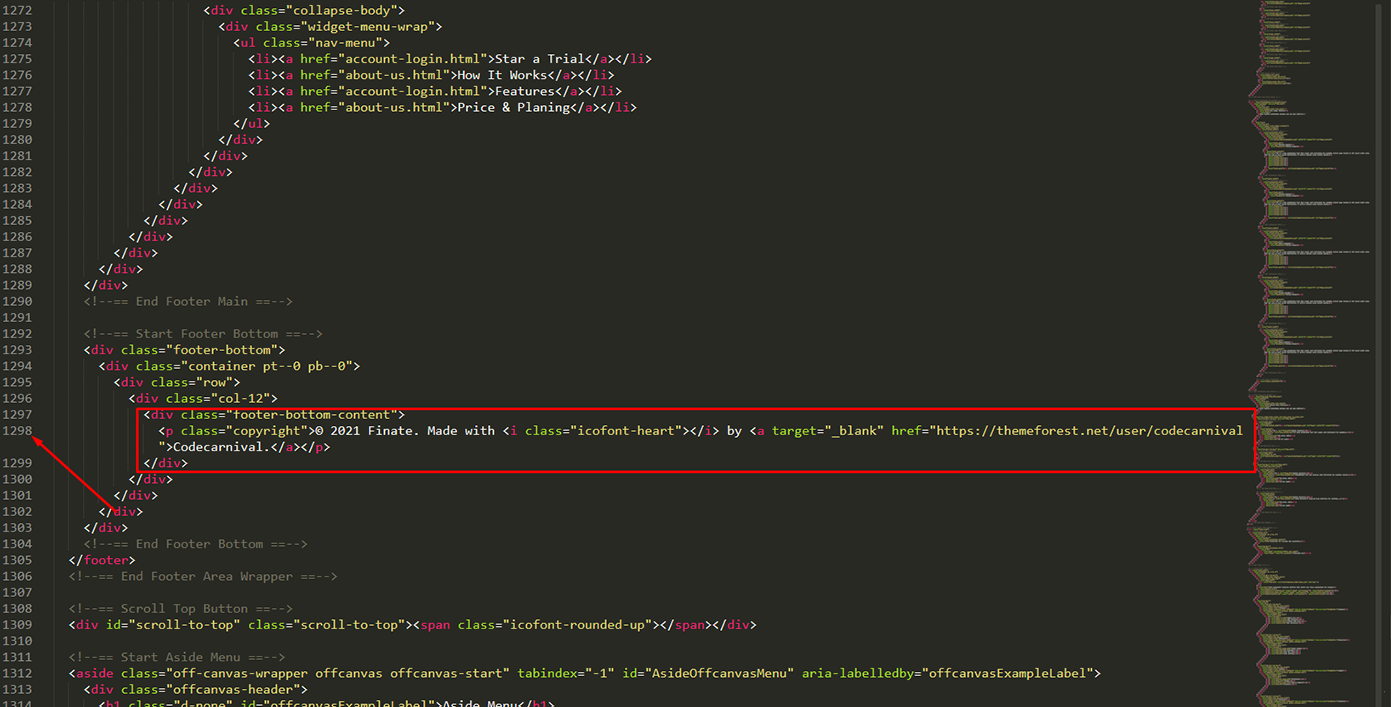 1272 <div class="collapse-body">
1273 <div class="widget-menu-wrap">
1274 <ul class="nav-menu">
1275 <li><a href="account-login.html">Star a Trial</a></li>
1276 <li><a href="about-us.html">How It Works</a></li>
1277 <li><a href="account-login.html">Features</a></li>
1278 <li><a href="about-us.html">Price & Planing</a></li>
1279 </ul>
1280 </div>
1281 </div>
1282 </div>
1283 </div>
1284 </div>
1285 </div>
1286 </div>
1287 </div>
1288 </div>
1289 </div>
1290 <!--== End Footer Main ==-->
1291
1292 <!--== Start Footer Bottom ==-->
1293 <div class="footer-bottom">
1294 <div class="container pt--0 pb--0">
1295 <div class="row">
1296 <div class="col-12">
1297 <div class="footer-bottom-content">
1298 <p class="copyright">© 2021 Finate. Made with <i class="icofont-heart"></i> by <a target="_blank" href="https://themeforest.net/user/codecarnival
">Codecarnival.</a></p>
1299 </div>
1300 </div>
1301 </div>
1302 </div>
1303 </div>
1304 <!--== End Footer Bottom ==-->
1305 </footer>
1306 <!--== End Footer Area Wrapper ==-->
1307
1308 <!--== Scroll Top Button ==-->
1309 <div id="scroll-to-top" class="scroll-to-top"><span class="icofont-rounded-up"></span></div>
1310
1311 <!--== Start Aside Menu ==-->
1312 <aside class="off-canvas-wrapper offcanvas offcanvas-start" tabindex="-1" id="AsideOffcanvasMenu" aria-labelledby="offcanvasExampleLabel">
1313 <div class="offcanvas-header">
1314 <h1 class="d-none" id="offcanvasExampleLabel">Aside Menu</h1>